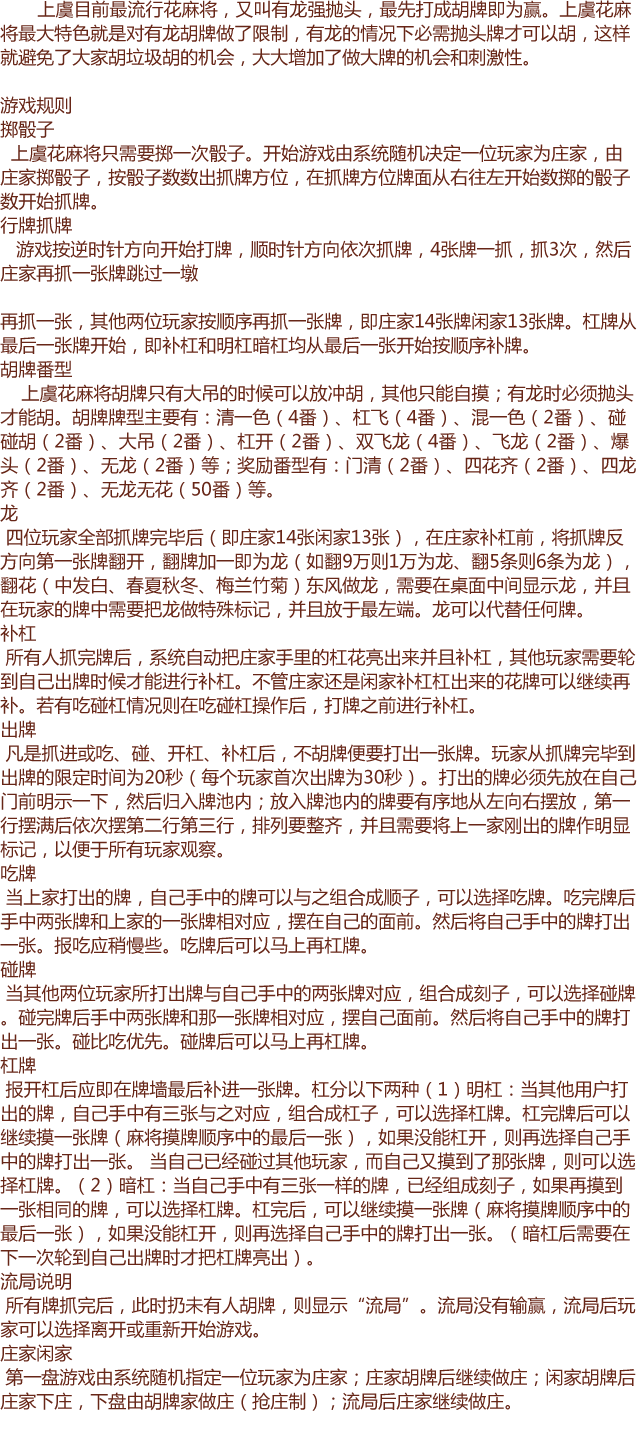 上虞目前最流行花麻将，又叫有龙强抛头，最先打成胡牌即为赢。上虞花麻
将最大特色就是对有龙胡牌做了限制，有龙的情况下必需抛头牌才可以胡，这样
就避免了大家胡垃圾胡的机会，大大增加了做大牌的机会和刺激性。
游戏规则
掷骰子
上虞花麻将只需要掷一次骰子。开始游戏由系统随机决定一位玩家为庄家，由
庄家掷骰子，按骰子数数出抓牌方位，在抓牌方位牌面从右往左开始数掷的骰子
数开始抓牌。
行牌抓牌
游戏按逆时针方向开始打牌，顺时针方向依次抓牌，4张牌一抓，抓3次，然后
庄家再抓一张牌跳过一墩
再抓一张，其他两位玩家按顺序再抓一张牌，即庄家14张牌闲家13张牌。杠牌从
最后一张牌开始，即补杠和明杠暗杠均从最后一张开始按顺序补牌。
胡牌番型
上虞花麻将胡牌只有大吊的时候可以放冲胡，其他只能自摸；有龙时必须抛头
才能胡。胡牌牌型主要有：清一色（4番）、杠飞（4番）、混一色（2番）、碰
碰胡（2番）、大吊（2番）、杠开（2番）、双飞龙（4番）、飞龙（2番）、爆
头（2番）、无龙（2番）等；奖励番型有：门清（2番）、四花齐（2番）、四龙
齐（2番）、无龙无花（50番）等。
龙
四位玩家全部抓牌完毕后（即庄家14张闲家13张），在庄家补杠前，将抓牌反
方向第一张牌翻开，翻牌加一即为龙（如翻9万则1万为龙、翻5条则6条为龙），
翻花（中发白、春夏秋冬、梅兰竹菊）东风做龙，需要在桌面中间显示龙，并且
在玩家的牌中需要把龙做特殊标记，并且放于最左端。龙可以代替任何牌。
补杠
所有人抓完牌后，系统自动把庄家手里的杠花亮出来并且补杠，其他玩家需要轮
到自己出牌时候才能进行补杠。不管庄家还是闲家补杠杠出来的花牌可以继续再
补。若有吃碰杠情况则在吃碰杠操作后，打牌之前进行补杠。
出牌
凡是抓进或吃、碰、开杠、补杠后，不胡牌便要打出一张牌。玩家从抓牌完毕到
出牌的限定时间为20秒（每个玩家首次出牌为30秒）。打出的牌必须先放在自己
门前明示一下，然后归入牌池内；放入牌池内的牌要有序地从左向右摆放，第一
行摆满后依次摆第二行第三行，排列要整齐，并且需要将上一家刚出的牌作明显
标记，以便于所有玩家观察。
吃牌
当上家打出的牌，自己手中的牌可以与之组合成顺子，可以选择吃牌。吃完牌后
手中两张牌和上家的一张牌相对应，摆在自己的面前。然后将自己手中的牌打出
一张。报吃应稍慢些。吃牌后可以马上再杠牌。
碰牌
当其他两位玩家所打出牌与自己手中的两张牌对应，组合成刻子，可以选择碰牌
。碰完牌后手中两张牌和那一张牌相对应，摆自己面前。然后将自己手中的牌打
出一张。碰比吃优先。碰牌后可以马上再杠牌。
杠牌
报开杠后应即在牌墙最后补进一张牌。杠分以下两种（1）明杠：当其他用户打
出的牌，自己手中有三张与之对应，组合成杠子，可以选择杠牌。杠完牌后可以
继续摸一张牌（麻将摸牌顺序中的最后一张），如果没能杠开，则再选择自己手
中的牌打出一张。 当自己已经碰过其他玩家，而自己又摸到了那张牌，则可以选
择杠牌。（2）暗杠：当自己手中有三张一样的牌，已经组成刻子，如果再摸到
一张相同的牌，可以选择杠牌。杠完后，可以继续摸一张牌（麻将摸牌顺序中的
最后一张），如果没能杠开，则再选择自己手中的牌打出一张。（暗杠后需要在
下一次轮到自己出牌时才把杠牌亮出）。
流局说明
所有牌抓完后，此时扔未有人胡牌，则显示“流局”。流局没有输赢，流局后玩
家可以选择离开或重新开始游戏。
庄家闲家
第一盘游戏由系统随机指定一位玩家为庄家；庄家胡牌后继续做庄；闲家胡牌后
庄家下庄，下盘由胡牌家做庄（抢庄制）；流局后庄家继续做庄。